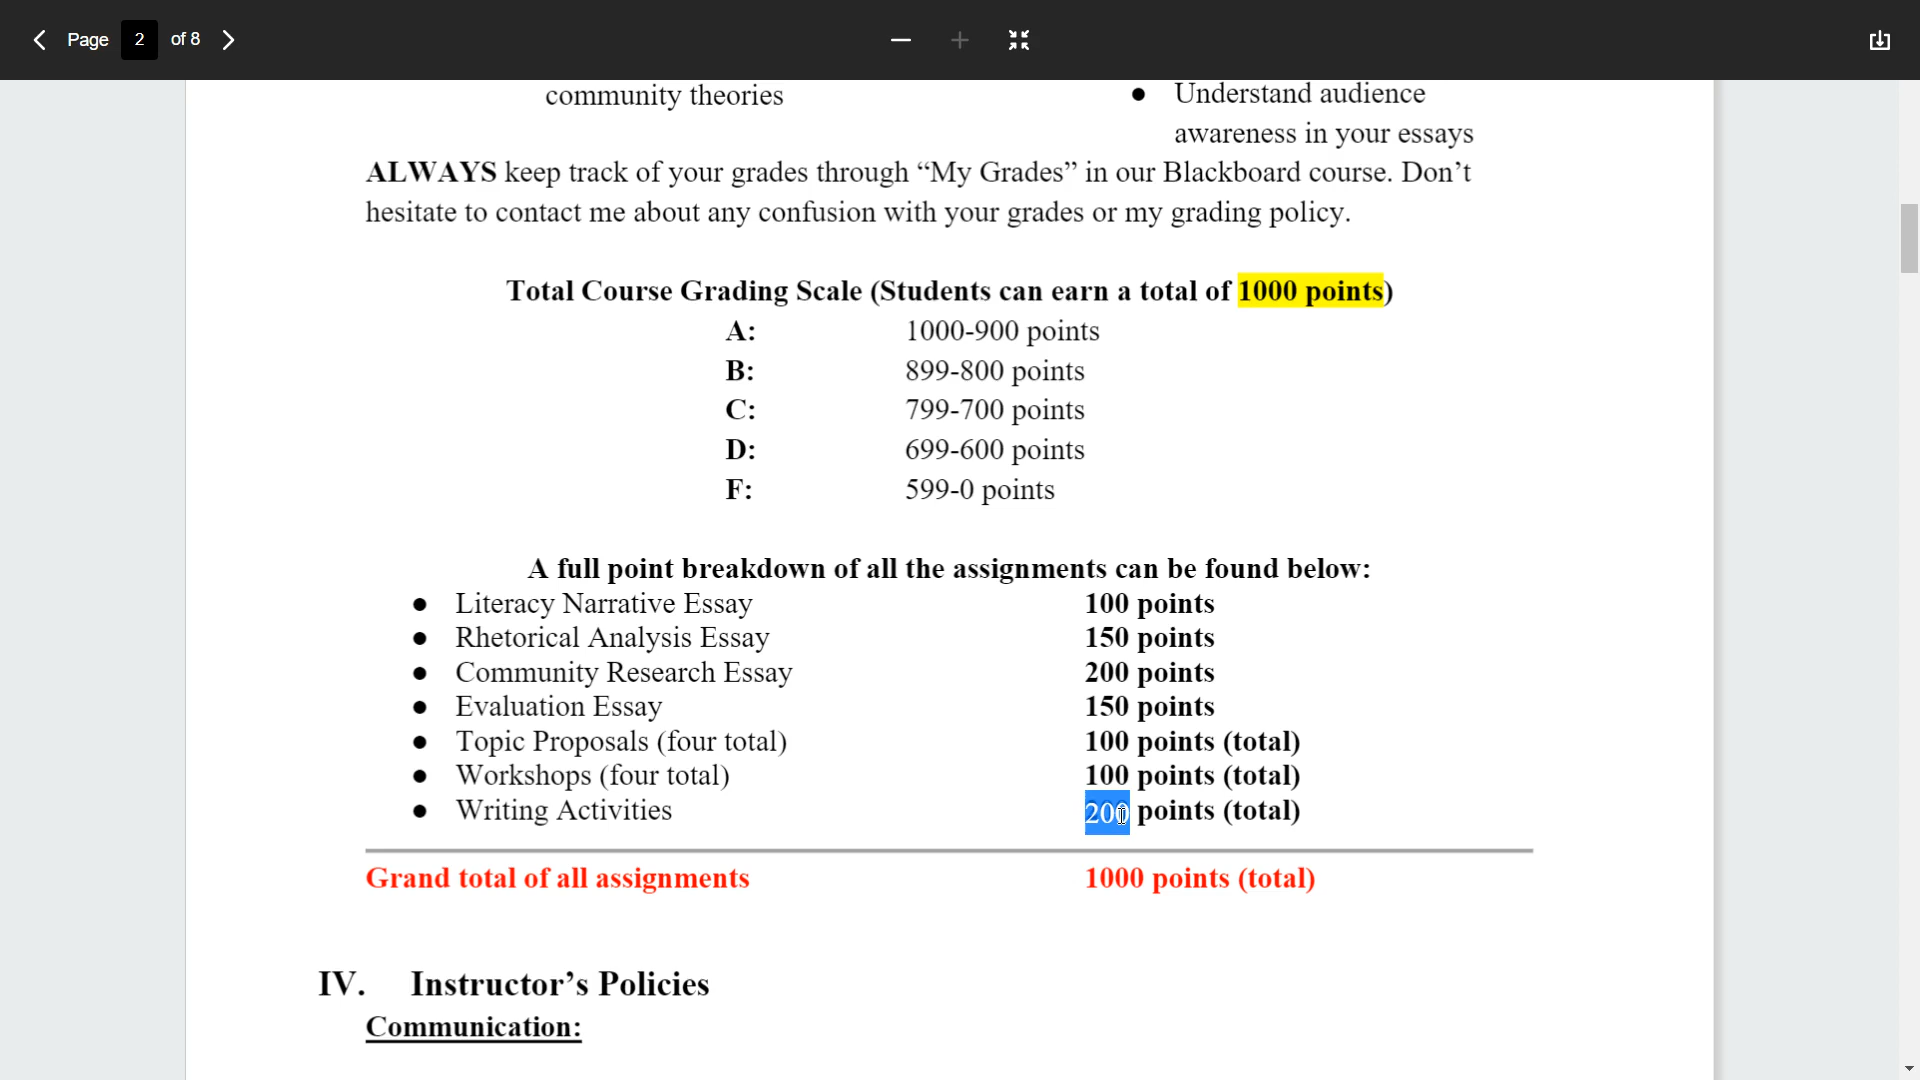 Page 2 of 8
community theories
● Understand audience
awareness in your essays
ALWAYS keep track of your grades through “My Grades” in our Blackboard course. Don’t
hesitate to contact me about any confusion with your grades or my grading policy.
Total Course Grading Scale (Students can earn a total of 1000 points)
A: 1000-900 points
B: 899-800 points
C: 799-700 points
D: 699-600 points
F: 599-0 points
A full point breakdown of all the assignments can be found below:
● Literacy Narrative Essay 100 points
● Rhetorical Analysis Essay 150 points
● Community Research Essay 200 points
● Evaluation Essay 150 points
● Topic Proposals (four total) 100 points (total)
● Workshops (four total) 100 points (total)
● Writing Activities 200 points (total)
Grand total of all assignments 1000 points (total)
IV. Instructor’s Policies
Communication: